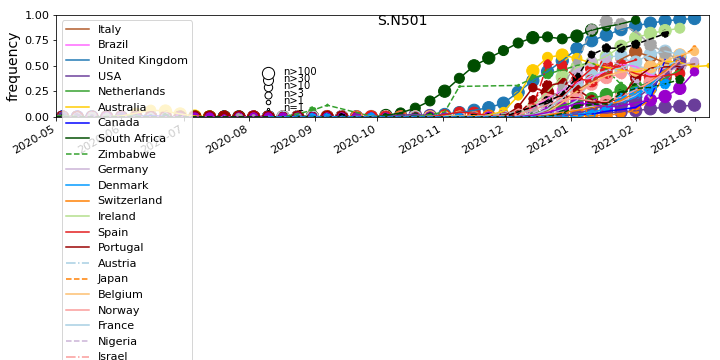 S.N501
frequency
1.00
0.75
0.50
0.25
0.00
2020-05
2020-06
2020-07
2020-08
2020-09
2020-10
2020-11
2020-12
2021-01
2021-02
2021-03
n>100
n>30
n>10
n>3
n>1
n=1
Italy
Brazil
United Kingdom
USA
Netherlands
Australia
Canada
South Africa
Zimbabwe
Germany
Denmark
Switzerland
Ireland
Spain
Portugal
Austria
Japan
Belgium
Norway
France
Nigeria
Israel